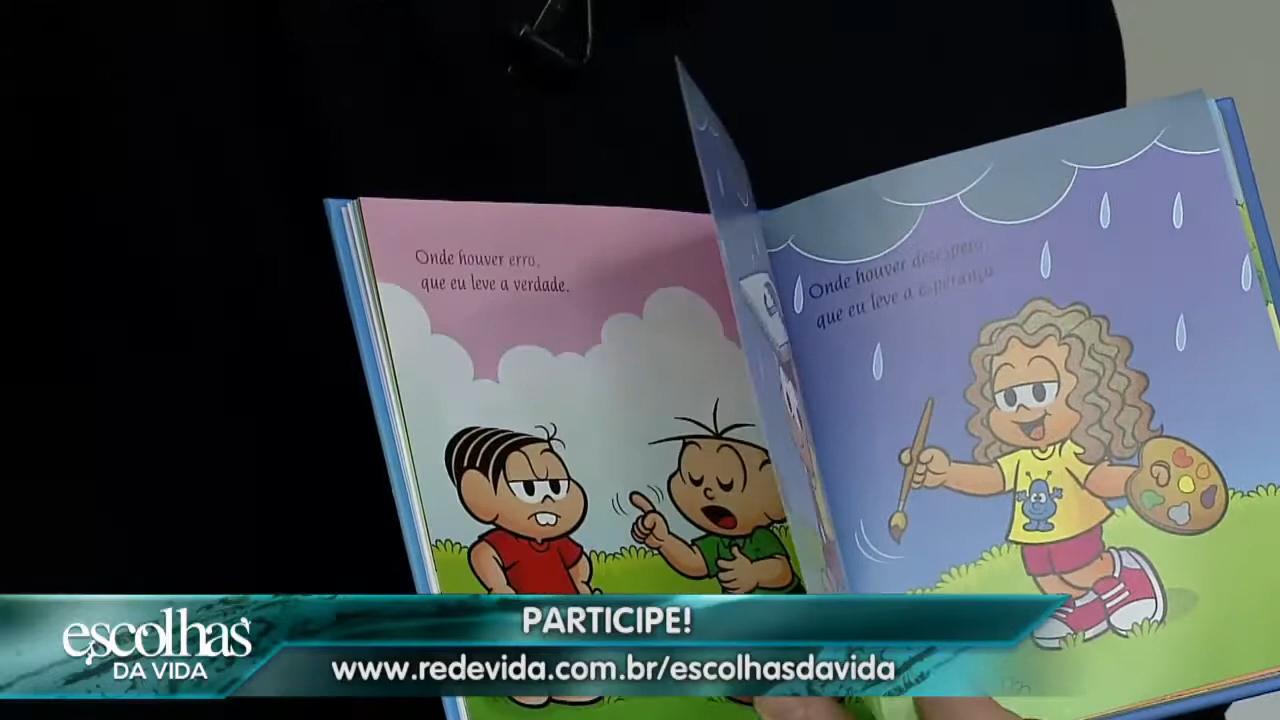 Onde houver erro,
que eu leve a verdade.
Onde houver desespero,
que eu leve a esperança
PARTICIPE!
escolhas
DA VIDA
www.redevida.com.br/escolhasdavida